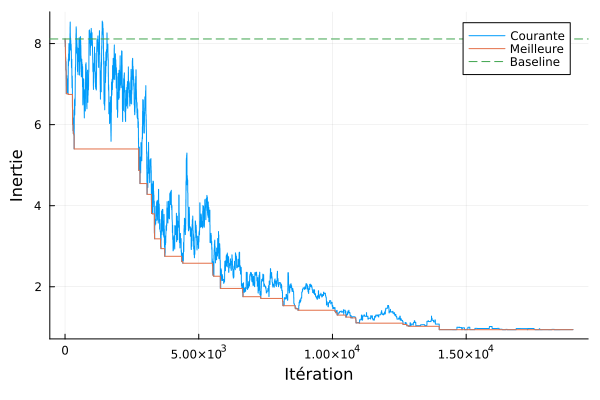 Courante
Meilleure
Baseline
8
6
4
2
Inertie
0
5.00×10³
1.00×10⁴
1.50×10⁴
Itération